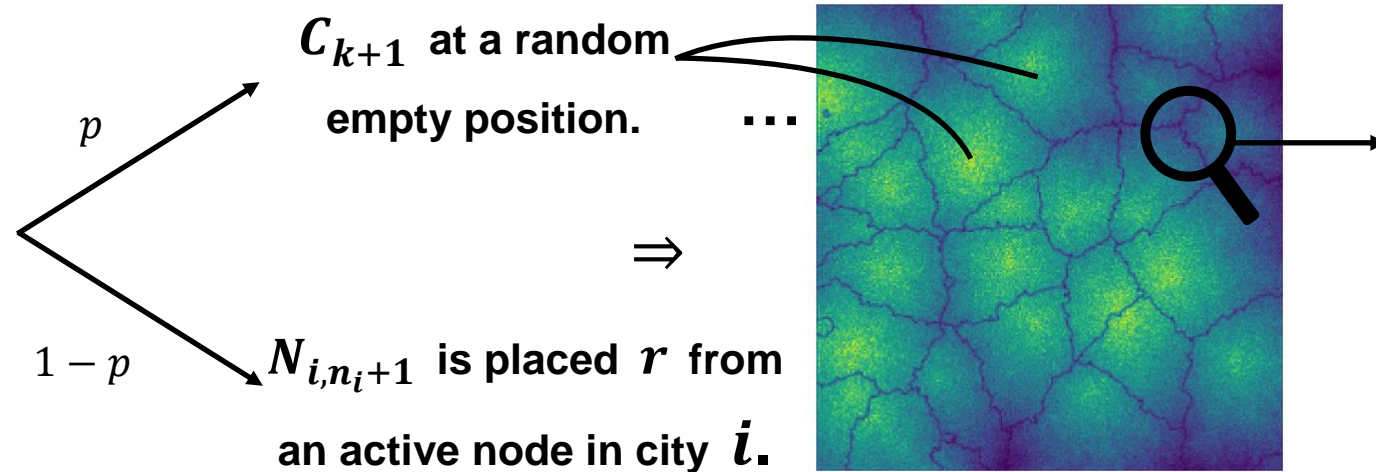 p
C_{k+1} at a random
empty position.
...
⇒
1 − p
N_{i,n_i+1} is placed r from
an active node in city i.